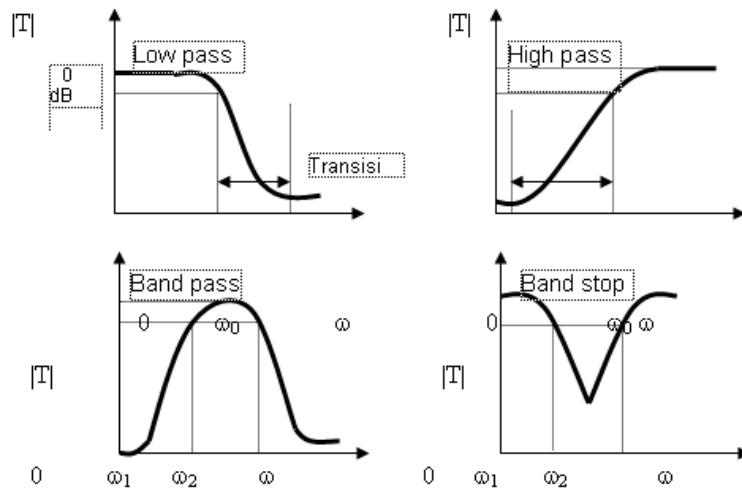 |T|
Low pass
0
dB
Transisi
|T|
High pass
Band pass
0 ω₀ ω
|T|
0 ω₁ ω₂ ω
Band stop
0 ω₀ ω
|T|
0 ω₁ ω₂ ω